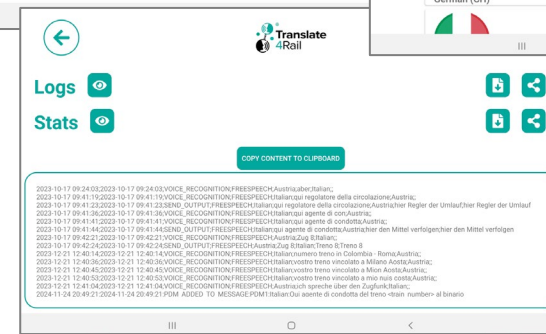 German (CH)
Translate
4Rail
Logs
Stats
COPY CONTENT TO CLIPBOARD
2023-10-17 09:24:03;2023-10-17 09:24:03;VOICE_RECOGNITION;FREESPEECH;Austria;aber;Italian;;
2023-10-17 09:41:19;2023-10-17 09:41:19;VOICE_RECOGNITION;FREESPEECH;Italian;qui regolatore della circolazione;Austria;;
2023-10-17 09:41:23;2023-10-17 09:41:23;SEND_OUTPUT;FREESPEECH;Italian;qui regolatore della circolazione;Austria;hier Regler der Umlauf;hier Regler der Umlauf
2023-10-17 09:41:36;2023-10-17 09:41:36;VOICE_RECOGNITION;FREESPEECH;Italian;qui agente di con;Austria;;
2023-10-17 09:41:41;2023-10-17 09:41:41;VOICE_RECOGNITION;FREESPEECH;Italian;qui agente di condotta;Austria;;
2023-10-17 09:41:44;2023-10-17 09:41:44;SEND_OUTPUT;FREESPEECH;Italian;qui agente di condotta;Austria;hier den Mittel verfolgen;hier den Mittel verfolgen
2023-10-17 09:42:21;2023-10-17 09:42:21;VOICE_RECOGNITION;FREESPEECH;Austria;Zug 8;Italian;;
2023-10-17 09:42:24;2023-10-17 09:42:24;SEND_OUTPUT;FREESPEECH;Austria;Zug 8;Italian;Treno 8;Treno 8
2023-12-21 12:40:14;2023-12-21 12:40:14;VOICE_RECOGNITION;FREESPEECH;Italian;numero treno in Colombia - Roma;Austria;;
2023-12-21 12:40:36;2023-12-21 12:40:36;VOICE_RECOGNITION;FREESPEECH;Italian;vostro treno vincolato a Milano Aosta;Austria;;
2023-12-21 12:40:45;2023-12-21 12:40:45;VOICE_RECOGNITION;FREESPEECH;Italian;vostro treno vincolato a Mion Aosta;Austria;;
2023-12-21 12:40:53;2023-12-21 12:40:53;VOICE_RECOGNITION;FREESPEECH;Italian;vostro treno vincolato a mio nuis costa;Austria;;
2023-12-21 12:41:04;2023-12-21 12:41:04;VOICE_RECOGNITION;FREESPEECH;Austria;ich spreche über den Zugfunk;Italian;;
2024-11-24 20:49:21;2024-11-24 20:49:21;PDM_ADDED_TO_MESSAGE;PDM1;Italian;Qui agente di condotta del treno <train_number> al binario